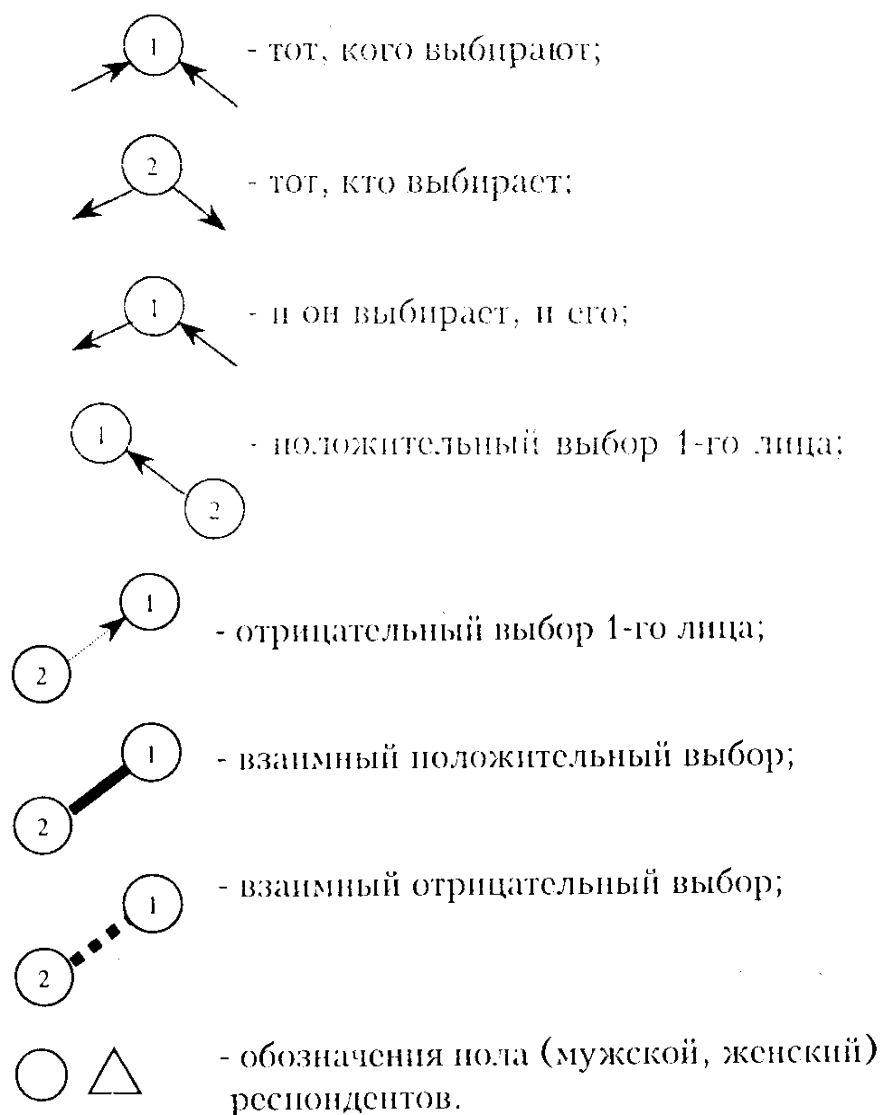 1 - тот, кого выбирают;
2 - тот, кто выбирает;
1 - и он выбирает, и его;
1 - положительный выбор 1-го лица;
2
1 - отрицательный выбор 1-го лица;
2
1 - взаимный положительный выбор;
2
1 - взаимный отрицательный выбор;
2
- обозначения пола (мужской, женский)
респондентов.